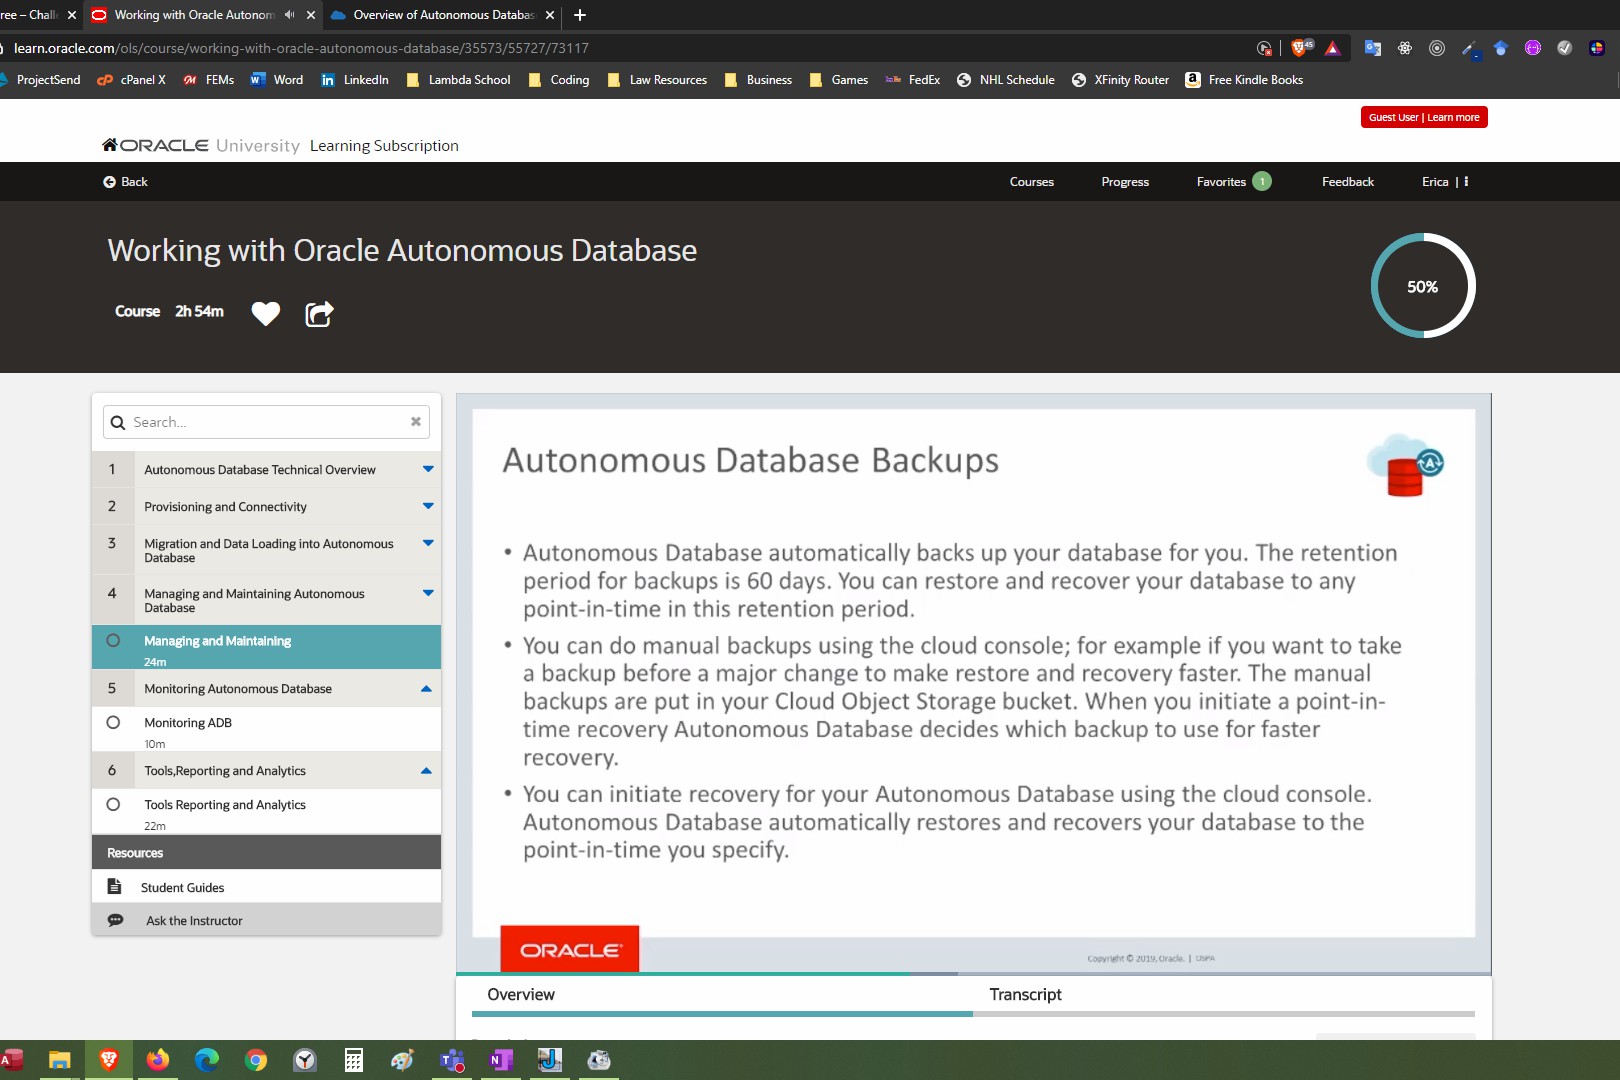 ree – Chall
Working with Oracle Autonom
Overview of Autonomous Databas
learn.oracle.com/ols/course/working-with-oracle-autonomous-database/35573/55727/73117
45
ProjectSend
cPanel X
FEMs
Word
LinkedIn
Lambda School
Coding
Law Resources
Business
Games
FedEx
NHL Schedule
XFinity Router
Free Kindle Books
Guest User | Learn more
ORACLE University Learning Subscription
Back
Courses
Progress
Favorites 1
Feedback
Erica |
Working with Oracle Autonomous Database
Course 2h 54m
50%
Search...
1 Autonomous Database Technical Overview
2 Provisioning and Connectivity
3 Migration and Data Loading into Autonomous
Database
4 Managing and Maintaining Autonomous
Database
Managing and Maintaining
24m
5 Monitoring Autonomous Database
Monitoring ADB
10m
6 Tools,Reporting and Analytics
Tools Reporting and Analytics
22m
Resources
Student Guides
Ask the Instructor
Autonomous Database Backups
A
• Autonomous Database automatically backs up your database for you. The retention
period for backups is 60 days. You can restore and recover your database to any
point-in-time in this retention period.
• You can do manual backups using the cloud console; for example if you want to take
a backup before a major change to make restore and recovery faster. The manual
backups are put in your Cloud Object Storage bucket. When you initiate a point-in-
time recovery Autonomous Database decides which backup to use for faster
recovery.
• You can initiate recovery for your Autonomous Database using the cloud console.
Autonomous Database automatically restores and recovers your database to the
point-in-time you specify.
ORACLE
Copyright © 2019, Oracle. |
Overview
Transcript